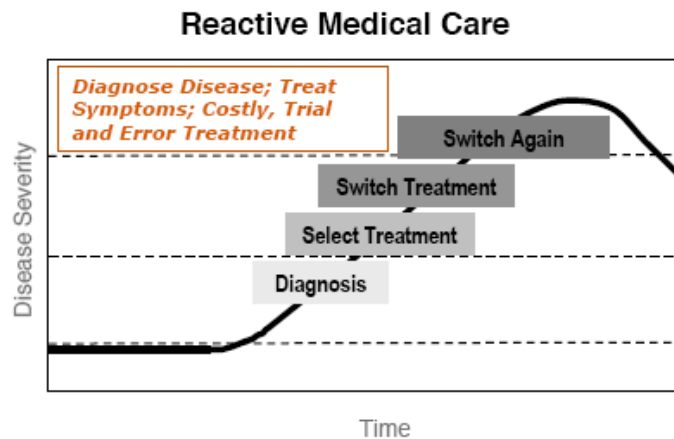 Reactive Medical Care
Diagnose Disease; Treat
Symptoms; Costly, Trial
and Error Treatment
Switch Again
Switch Treatment
Select Treatment
Diagnosis
Disease Severity
Time